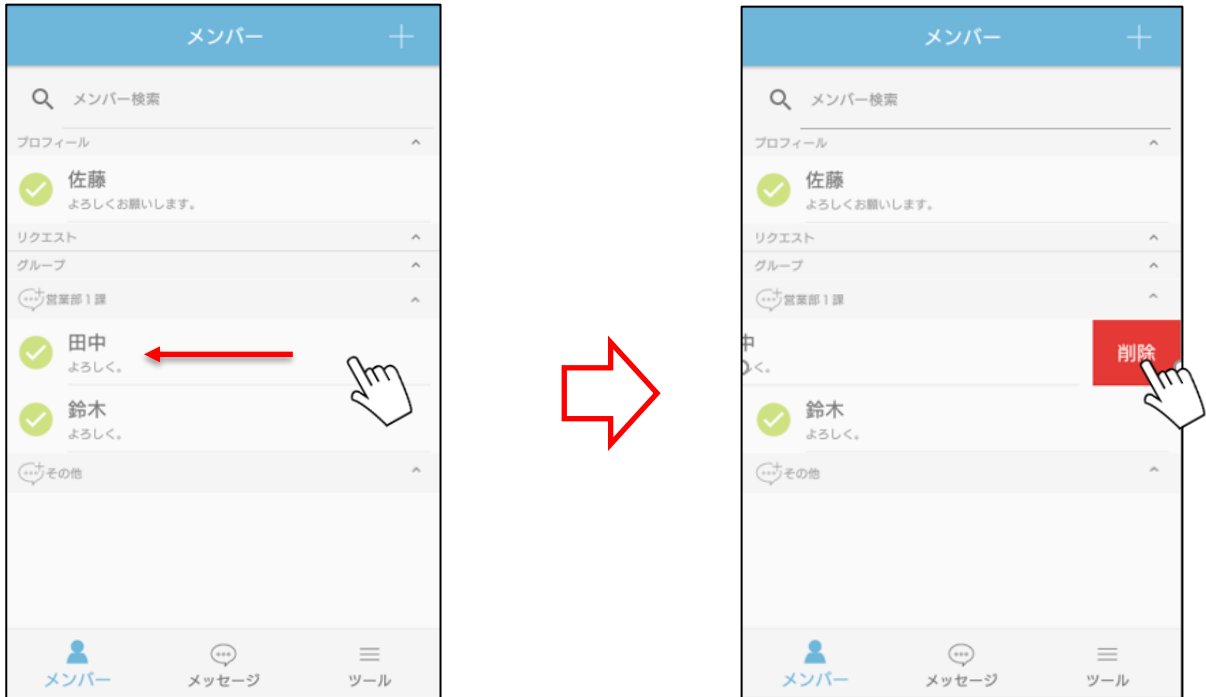 メンバー
メンバー検索
プロフィール
佐藤
よろしくお願いします。
リクエスト
グループ
営業部1課
田中
よろしく。
鈴木
よろしく。
その他
メンバー
メッセージ
ツール
メンバー
メンバー検索
プロフィール
佐藤
よろしくお願いします。
リクエスト
グループ
営業部1課
中
く。
削除
鈴木
よろしく。
その他
メンバー
メッセージ
ツール